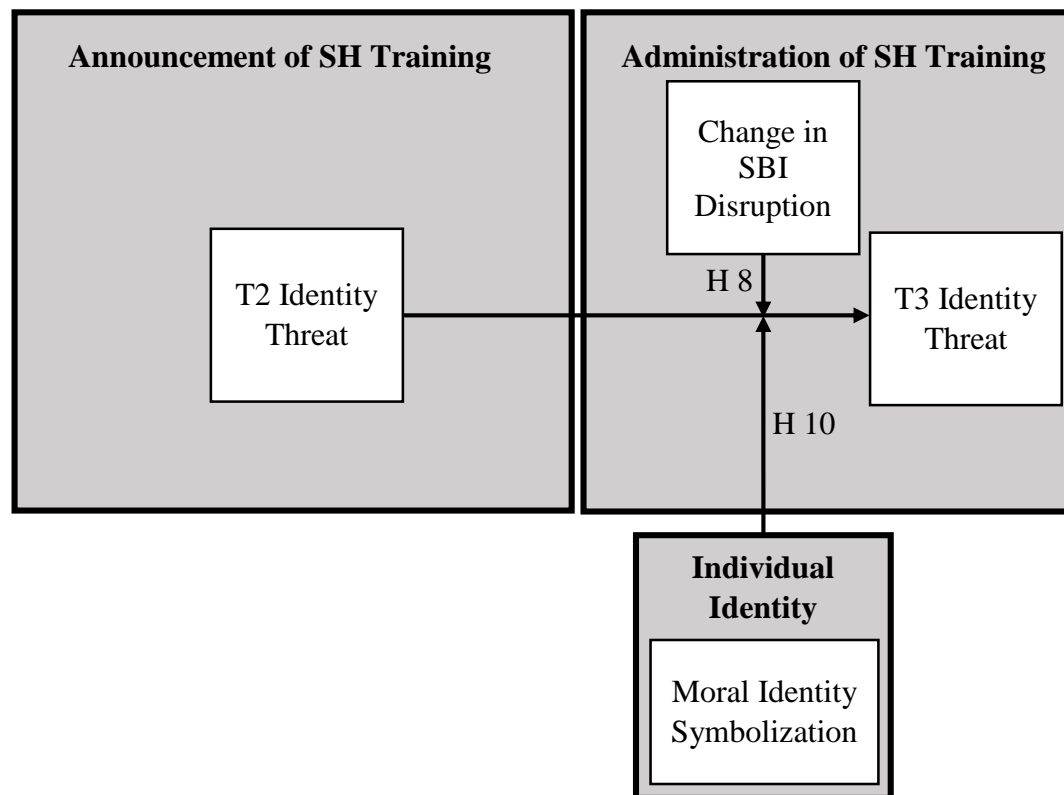 Announcement of SH Training
Administration of SH Training
Change in
SBI
Disruption
T2 Identity
Threat
H 8
T3 Identity
Threat
H 10
Individual
Identity
Moral Identity
Symbolization